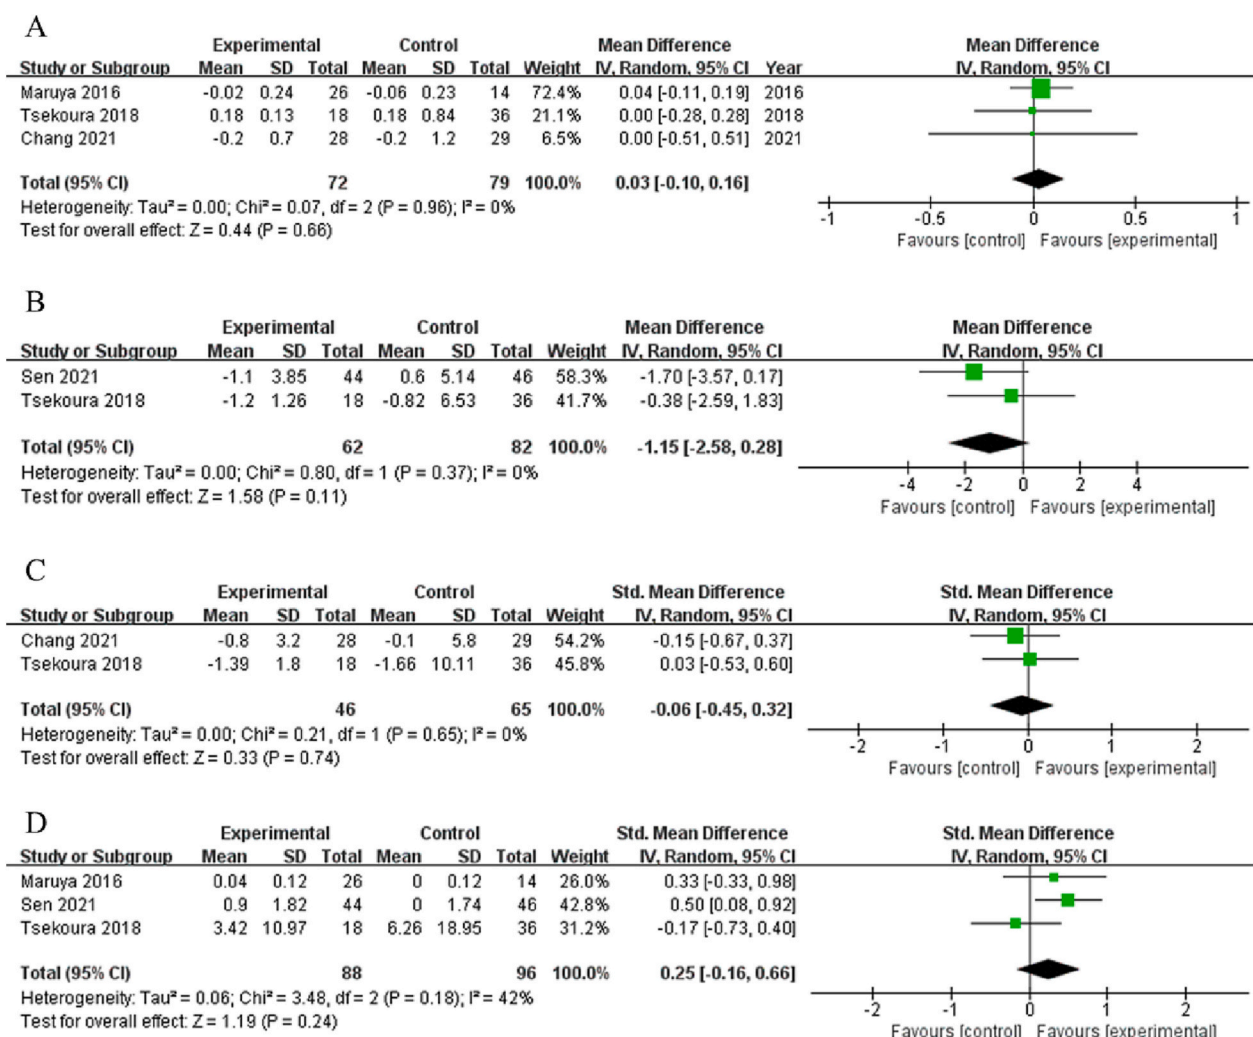 A
Experimental Control Mean Difference Mean Difference
Study or Subgroup Mean SD Total Mean SD Total Weight IV, Random, 95% CI Year IV, Random, 95% CI
Maruya 2016 -0.02 0.24 26 -0.06 0.23 14 72.4% 0.04 [-0.11, 0.19] 2016
Tsekoura 2018 0.18 0.13 18 0.18 0.84 36 21.1% 0.00 [-0.28, 0.28] 2018
Chang 2021 -0.2 0.7 28 -0.2 1.2 29 6.5% 0.00 [-0.51, 0.51] 2021
Total (95% CI) 72 79 100.0% 0.03 [-0.10, 0.16]
Heterogeneity: Tau² = 0.00; Chi² = 0.07, df = 2 (P = 0.96); I² = 0%
Test for overall effect: Z = 0.44 (P = 0.66)
-1 -0.5 0 0.5 1
Favours [control] Favours [experimental]
B
Experimental Control Mean Difference Mean Difference
Study or Subgroup Mean SD Total Mean SD Total Weight IV, Random, 95% CI IV, Random, 95% CI
Sen 2021 -1.1 3.85 44 0.6 5.14 46 58.3% -1.70 [-3.57, 0.17]
Tsekoura 2018 -1.2 1.26 18 -0.82 6.53 36 41.7% -0.38 [-2.59, 1.83]
Total (95% CI) 62 82 100.0% -1.15 [-2.58, 0.28]
Heterogeneity: Tau² = 0.00; Chi² = 0.80, df = 1 (P = 0.37); I² = 0%
Test for overall effect: Z = 1.58 (P = 0.11)
-4 -2 0 2 4
Favours [control] Favours [experimental]
C
Experimental Control Std. Mean Difference Std. Mean Difference
Study or Subgroup Mean SD Total Mean SD Total Weight IV, Random, 95% CI IV, Random, 95% CI
Chang 2021 -0.8 3.2 28 -0.1 5.8 29 54.2% -0.15 [-0.67, 0.37]
Tsekoura 2018 -1.39 1.8 18 -1.66 10.11 36 45.8% 0.03 [-0.53, 0.60]
Total (95% CI) 46 65 100.0% -0.06 [-0.45, 0.32]
Heterogeneity: Tau² = 0.00; Chi² = 0.21, df = 1 (P = 0.65); I² = 0%
Test for overall effect: Z = 0.33 (P = 0.74)
-2 -1 0 1 2
Favours [control] Favours [experimental]
D
Experimental Control Std. Mean Difference Std. Mean Difference
Study or Subgroup Mean SD Total Mean SD Total Weight IV, Random, 95% CI IV, Random, 95% CI
Maruya 2016 0.04 0.12 26 0 0.12 14 26.0% 0.33 [-0.33, 0.98]
Sen 2021 0.9 1.82 44 0 1.74 46 42.8% 0.50 [0.08, 0.92]
Tsekoura 2018 3.42 10.97 18 6.26 18.95 36 31.2% -0.17 [-0.73, 0.40]
Total (95% CI) 88 96 100.0% 0.25 [-0.16, 0.66]
Heterogeneity: Tau² = 0.06; Chi² = 3.48, df = 2 (P = 0.18); I² = 42%
Test for overall effect: Z = 1.19 (P = 0.24)
-2 -1 0 1 2
Favours [control] Favours [experimental]